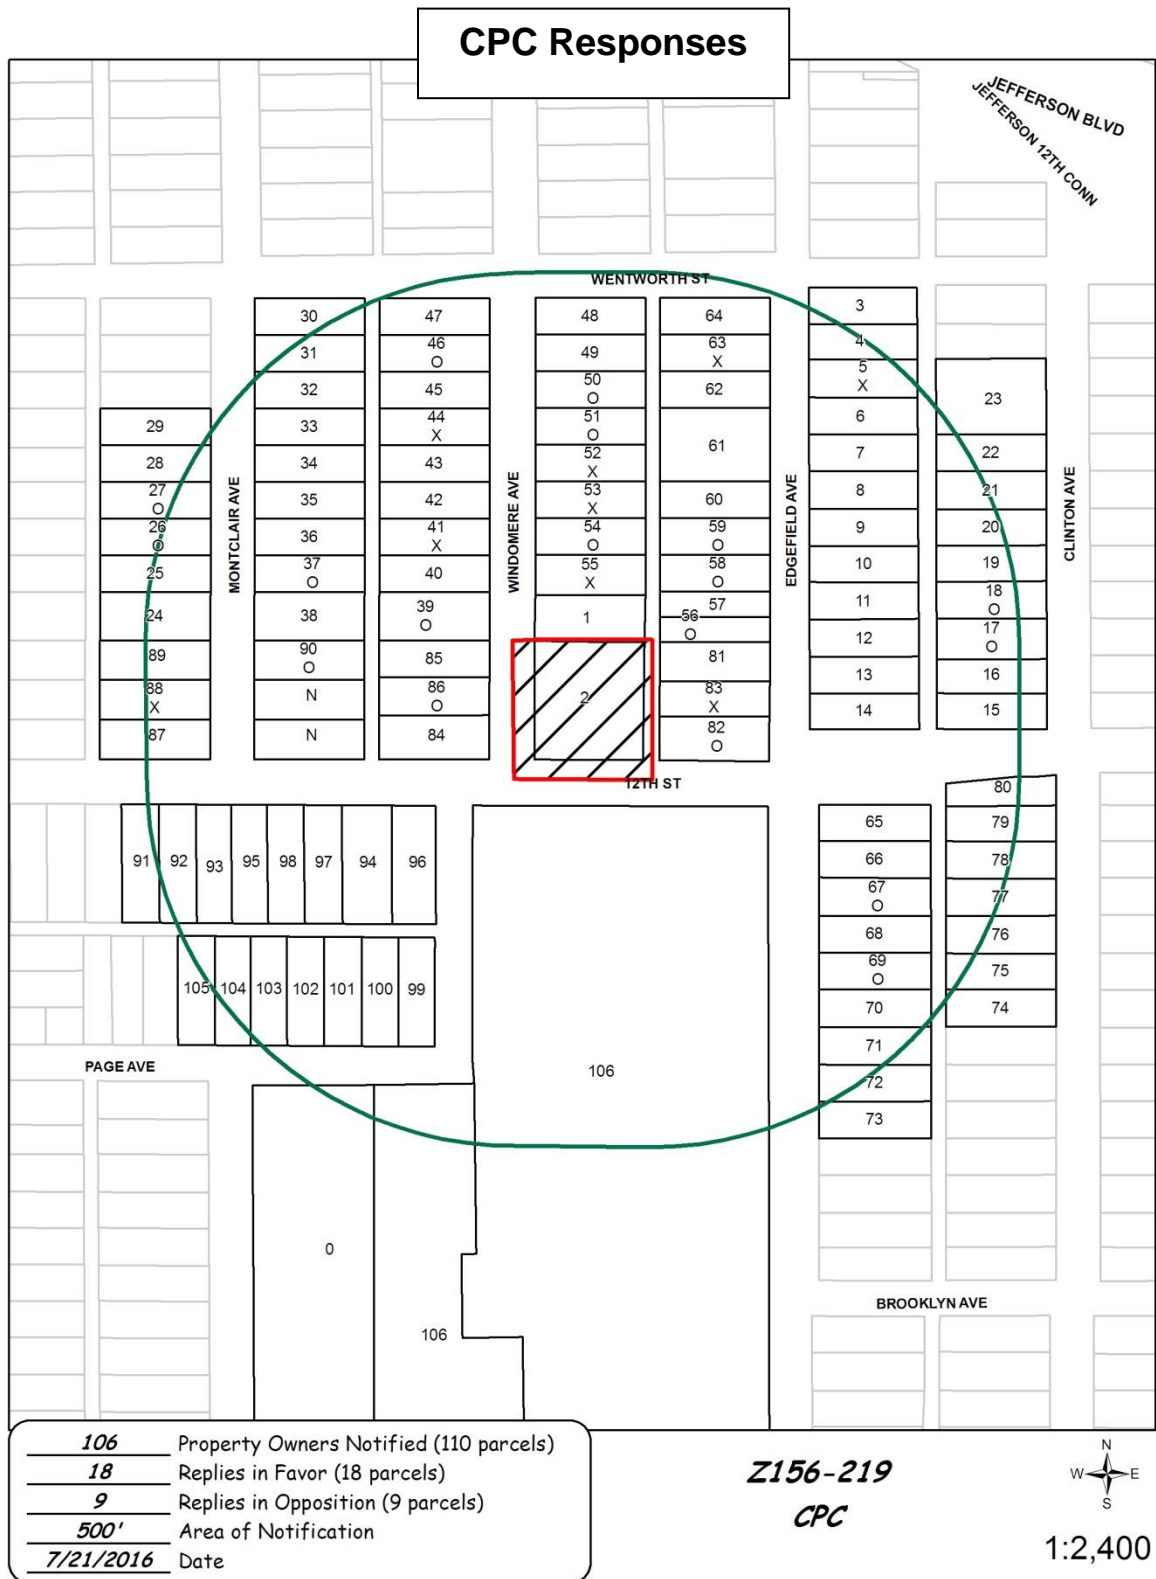 CPC Responses
JEFFERSON BLVD
JEFFERSON 12TH CONN
WENTWORTH ST
30
47
48
64
3
31
46
O
49
63
X
4
32
45
50
O
62
5
X
23
29
33
44
X
51
O
61
6
28
34
43
52
X
7
22
27
O
35
42
53
X
60
8
21
26
O
36
41
X
54
O
59
O
9
20
25
37
O
40
55
X
58
O
10
19
24
38
39
O
1
57
56
O
11
18
O
12
17
O
89
90
O
85
2
81
13
16
88
X
N
86
O
83
X
14
15
87
N
84
82
O
MONTCLAIR AVE
WINDOMERE AVE
EDGEFIELD AVE
CLINTON AVE
12TH ST
80
65
79
91
92
93
95
98
97
94
96
66
78
67
O
77
68
76
69
O
75
105
104
103
102
101
100
99
70
74
71
PAGE AVE
106
72
73
0
106
BROOKLYN AVE
106 Property Owners Notified (110 parcels)
18 Replies in Favor (18 parcels)
9 Replies in Opposition (9 parcels)
500' Area of Notification
7/21/2016 Date
Z156-219
CPC
N
W E
S
1:2,400